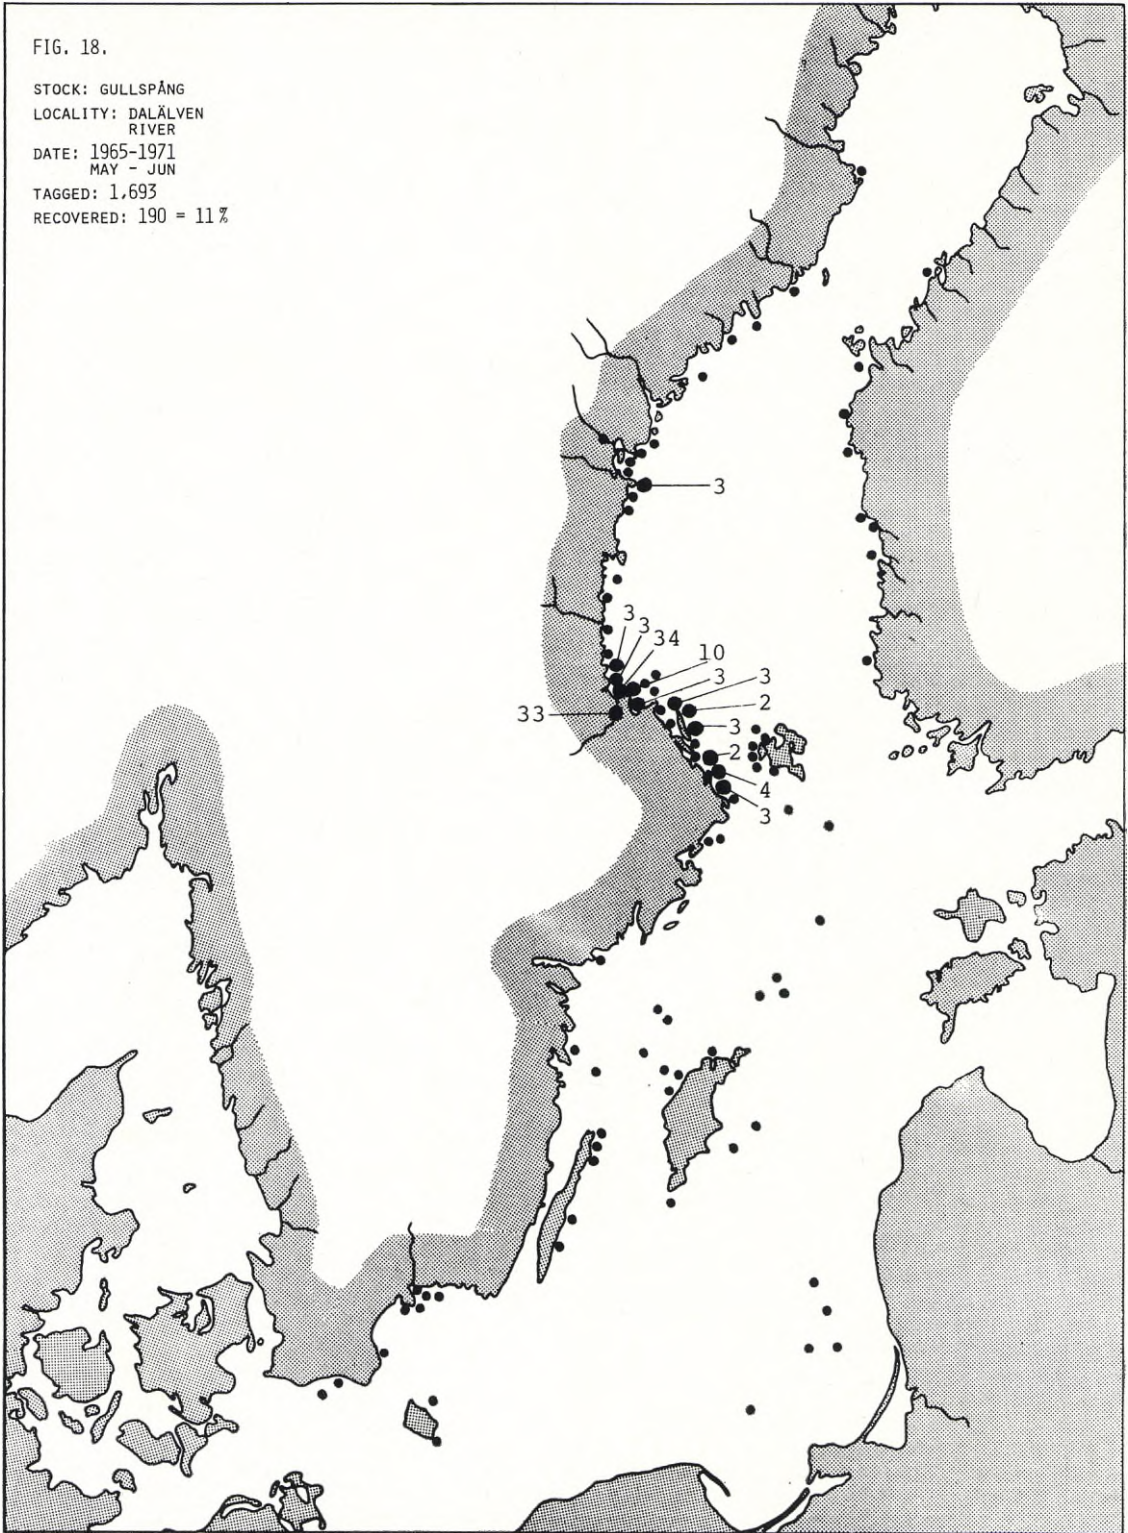 FIG. 18.
STOCK: GULLSPÅNG
LOCALITY: DALÄLVEN
RIVER
DATE: 1965-1971
MAY - JUN
TAGGED: 1,693
RECOVERED: 190 = 11%
3
3
3
34
10
3
3
2
33
3
2
4
3